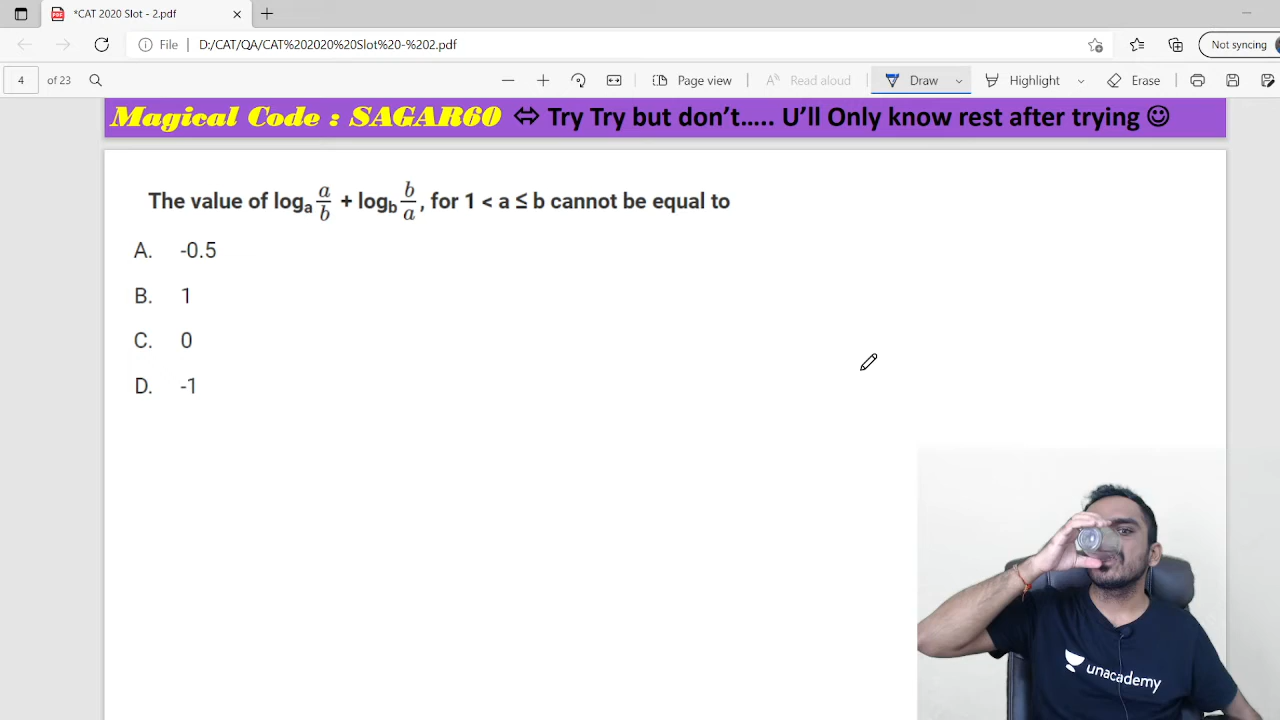 *CAT 2020 Slot - 2.pdf
File D:/CAT/QA/CAT%202020%20Slot%20-%202.pdf Not syncing
4 of 23 Page view Read aloud Draw Highlight Erase
Magical Code : SAGAR60 ⬄ Try Try but don't..... U'll Only know rest after trying ☺
The value of logₐ a/b + log_b b/a, for 1 < a ≤ b cannot be equal to
A. -0.5
B. 1
C. 0
D. -1
unacademy